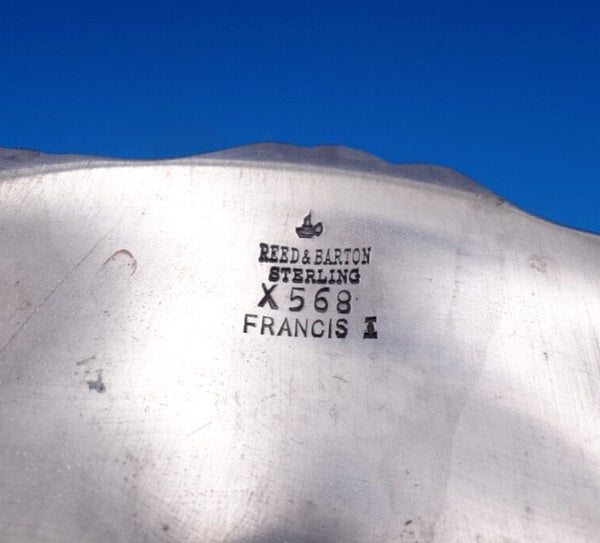 REED & BARTON
STERLING
X568
FRANCIS I